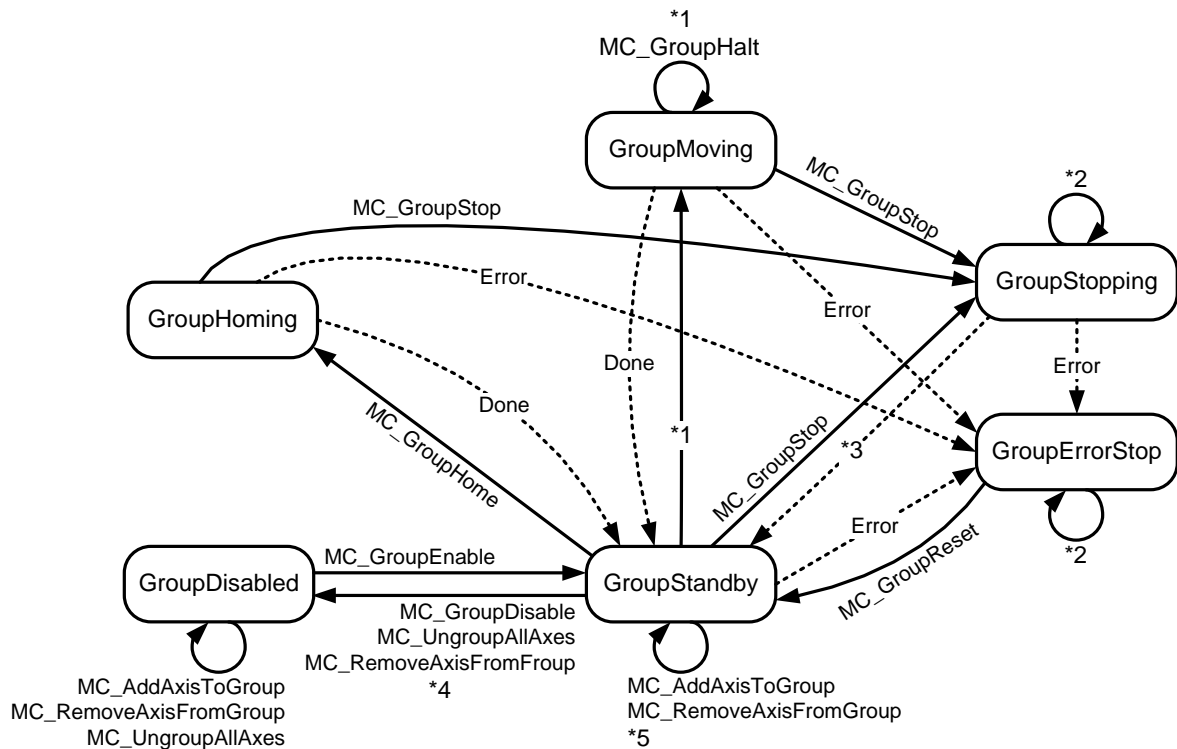 *1
MC_GroupHalt
GroupMoving
MC_GroupStop
*2
MC_GroupStop
GroupStopping
Error
GroupHoming
Error
Done
Error
Done
*1
MC_GroupStop
*3
GroupErrorStop
MC_GroupHome
Error
*2
MC_GroupReset
GroupDisabled
MC_GroupEnable
GroupStandby
MC_GroupDisable
MC_UngroupAllAxes
MC_RemoveAxisFromFroup
*4
MC_AddAxisToGroup
MC_RemoveAxisFromGroup
MC_UngroupAllAxes
MC_AddAxisToGroup
MC_RemoveAxisFromGroup
*5